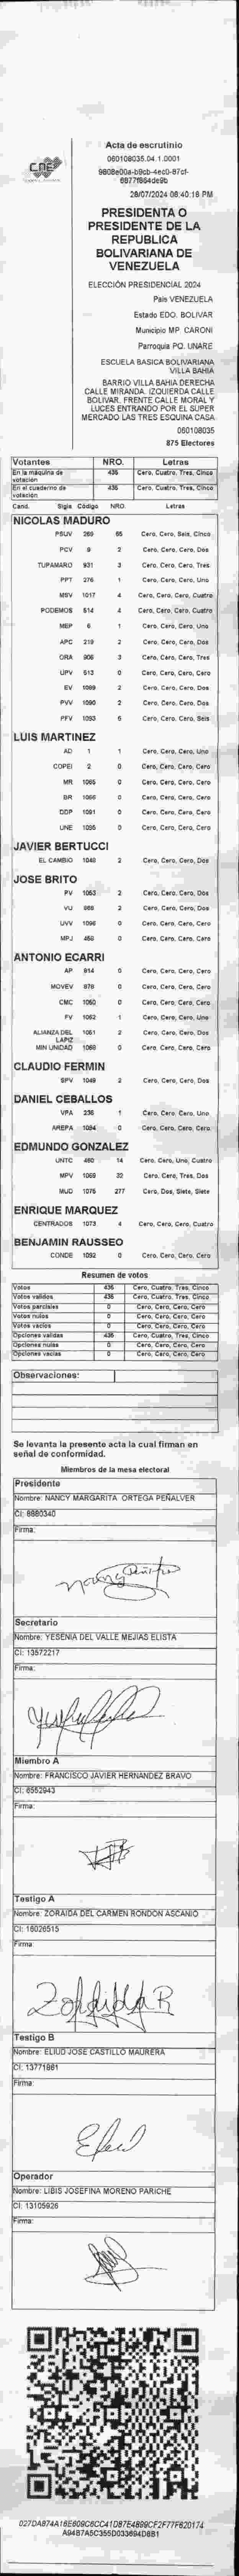 Acta de escrutinio
CNE
060108035.04.1.0001
28/07/2024 08:40:16 PM
PRESIDENTA O
PRESIDENTE DE LA
REPUBLICA
BOLIVARIANA DE
VENEZUELA
ELECCIÓN PRESIDENCIAL 2024
País VENEZUELA
Estado EDO. BOLIVAR
Municipio MP. CARONI
Parroquia PQ. UNARE
ESCUELA BASICA BOLIVARIANA
VILLA BAHIA
BARRIO VILLA BAHIA DERECHA
CALLE MIRANDA. IZQUIERDA CALLE
BOLIVAR. FRENTE CALLE MORAL Y
LUCES ENTRANDO POR EL SUPER
MERCADO LAS TRES ESQUINA CASA
060108035
875 Electores
Votantes NRO. Letras
En la máquina de votación 435 Cero, Cuatro, Tres, Cinco
En el cuaderno de votación 435 Cero, Cuatro, Tres, Cinco
Cand. Sigla Código NRO. Letras
NICOLAS MADURO
PSUV 269 65 Cero, Cero, Seis, Cinco
PCV 9 2 Cero, Cero, Cero, Dos
TUPAMARO 931 3 Cero, Cero, Cero, Tres
PPT 276 1 Cero, Cero, Cero, Uno
MSV 1017 4 Cero, Cero, Cero, Cuatro
PODEMOS 514 4 Cero, Cero, Cero, Cuatro
MEP 6 1 Cero, Cero, Cero, Uno
APC 219 2 Cero, Cero, Cero, Dos
ORA 906 3 Cero, Cero, Cero, Tres
UPV 513 0 Cero, Cero, Cero, Cero
EV 1089 2 Cero, Cero, Cero, Dos
PVV 1090 2 Cero, Cero, Cero, Dos
PFV 1093 6 Cero, Cero, Cero, Seis
LUIS MARTINEZ
AD 1 1 Cero, Cero, Cero, Uno
COPEI 2 0 Cero, Cero, Cero, Cero
MR 1065 0 Cero, Cero, Cero, Cero
BR 1066 0 Cero, Cero, Cero, Cero
DDP 1091 0 Cero, Cero, Cero, Cero
UNE 1095 0 Cero, Cero, Cero, Cero
JAVIER BERTUCCI
EL CAMBIO 1048 2 Cero, Cero, Cero, Dos
JOSE BRITO
PV 1053 2 Cero, Cero, Cero, Dos
VU 868 2 Cero, Cero, Cero, Dos
UVV 1096 0 Cero, Cero, Cero, Cero
MPJ 458 0 Cero, Cero, Cero, Cero
ANTONIO ECARRI
AP 814 0 Cero, Cero, Cero, Cero
MOVEV 878 0 Cero, Cero, Cero, Cero
CMC 1050 0 Cero, Cero, Cero, Cero
FV 1052 1 Cero, Cero, Cero, Uno
ALIANZA DEL LAPIZ 1061 2 Cero, Cero, Cero, Dos
MIN UNIDAD 1068 0 Cero, Cero, Cero, Cero
CLAUDIO FERMIN
SPV 1049 2 Cero, Cero, Cero, Dos
DANIEL CEBALLOS
VPA 236 1 Cero, Cero, Cero, Uno
AREPA 1094 0 Cero, Cero, Cero, Cero
EDMUNDO GONZALEZ
UNTC 480 14 Cero, Cero, Uno, Cuatro
MPV 1069 32 Cero, Cero, Tres, Dos
MUD 1076 277 Cero, Dos, Siete, Siete
ENRIQUE MARQUEZ
CENTRADOS 1073 4 Cero, Cero, Cero, Cuatro
BENJAMIN RAUSSEO
CONDE 1092 0 Cero, Cero, Cero, Cero
Resumen de votos
Votos 435 Cero, Cuatro, Tres, Cinco
Votos validos 435 Cero, Cuatro, Tres, Cinco
Votos parciales 0 Cero, Cero, Cero, Cero
Votos nulos 0 Cero, Cero, Cero, Cero
Votos vacios 0 Cero, Cero, Cero, Cero
Opciones validas 435 Cero, Cuatro, Tres, Cinco
Opciones nulas 0 Cero, Cero, Cero, Cero
Opciones vacias 0 Cero, Cero, Cero, Cero
Observaciones:
Se levanta la presente acta la cual firman en
señal de conformidad.
Miembros de la mesa electoral
Presidente
Nombre: NANCY MARGARITA ORTEGA PEÑALVER
CI: 8880340
Firma:
Secretario
Nombre: YESENIA DEL VALLE MEJIAS ELISTA
CI: 13572217
Firma:
Miembro A
Nombre: FRANCISCO JAVIER HERNANDEZ BRAVO
CI: 6552943
Firma:
Testigo A
Nombre: ZORAIDA DEL CARMEN RONDON ASCANIO
CI: 16026515
Firma:
Zoraida R
Testigo B
Nombre: ELIUD JOSE CASTILLO MAURERA
CI: 13771861
Firma:
Operador
Nombre: LIBIS JOSEFINA MORENO PARICHE
CI: 13105926
Firma: